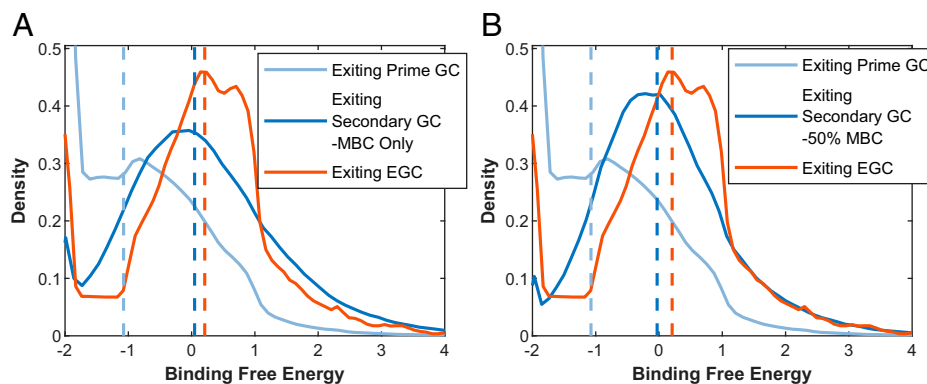 A
0.5
0.4
0.3
0.2
0.1
0
Density
-2 -1 0 1 2 3 4
Binding Free Energy
Exiting Prime GC
Exiting
Secondary GC
-MBC Only
Exiting EGC
B
0.5
0.4
0.3
0.2
0.1
0
Density
-2 -1 0 1 2 3 4
Binding Free Energy
Exiting Prime GC
Exiting
Secondary GC
-50% MBC
Exiting EGC